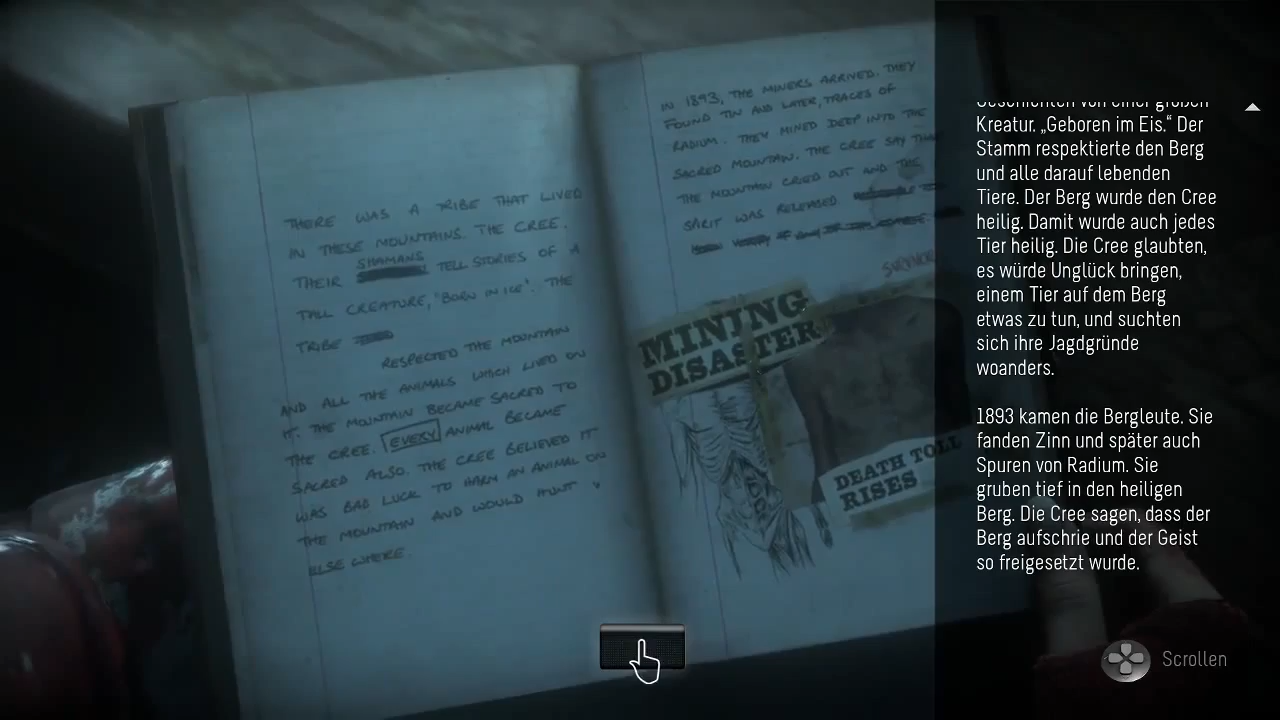 THERE WAS A TRIBE THAT LIVED
IN THESE MOUNTAINS. THE CREE.
SHAMANS
THEIR TELL STORIES OF A
TALL CREATURE, "BORN IN ICE". THE
TRIBE
RESPECTED THE MOUNTAIN
AND ALL THE ANIMALS WHICH LIVED ON
IT. THE MOUNTAIN BECAME SACRED TO
THE CREE. EVERY ANIMAL BECAME
SACRED ALSO. THE CREE BELIEVED IT
WAS BAD LUCK TO HARM AN ANIMAL ON
THE MOUNTAIN AND WOULD HUNT
ELSE WHERE.
IN 1893, THE MINERS ARRIVED. THEY
FOUND TIN AND LATER, TRACES OF
RADIUM. THEY MINED DEEP INTO THE
SACRED MOUNTAIN. THE CREE SAY THAT
THE MOUNTAIN CRIED OUT AND THE
SPIRIT WAS RELEASED.
SURVIVOR
MINING
DISASTER
DEATH TOLL
RISES
Geschichten von einer großen
Kreatur. „Geboren im Eis.“ Der
Stamm respektierte den Berg
und alle darauf lebenden
Tiere. Der Berg wurde den Cree
heilig. Damit wurde auch jedes
Tier heilig. Die Cree glaubten,
es würde Unglück bringen,
einem Tier auf dem Berg
etwas zu tun, und suchten
sich ihre Jagdgründe
woanders.
1893 kamen die Bergleute. Sie
fanden Zinn und später auch
Spuren von Radium. Sie
gruben tief in den heiligen
Berg. Die Cree sagen, dass der
Berg aufschrie und der Geist
so freigesetzt wurde.
Scrollen